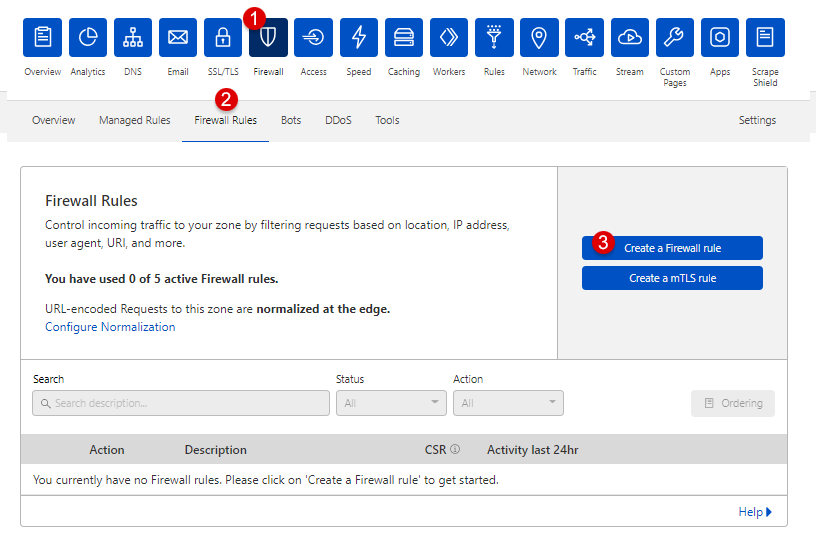 1
Overview Analytics DNS Email SSL/TLS Firewall Access Speed Caching Workers Rules Network Traffic Stream Custom Pages Apps Scrape Shield
2
Overview Managed Rules Firewall Rules Bots DDoS Tools Settings
Firewall Rules
Control incoming traffic to your zone by filtering requests based on location, IP address,
user agent, URI, and more.
You have used 0 of 5 active Firewall rules.
URL-encoded Requests to this zone are normalized at the edge.
Configure Normalization
3 Create a Firewall rule
Create a mTLS rule
Search Status Action
Search description... All All Ordering
Action Description CSR Activity last 24hr
You currently have no Firewall rules. Please click on 'Create a Firewall rule' to get started.
Help